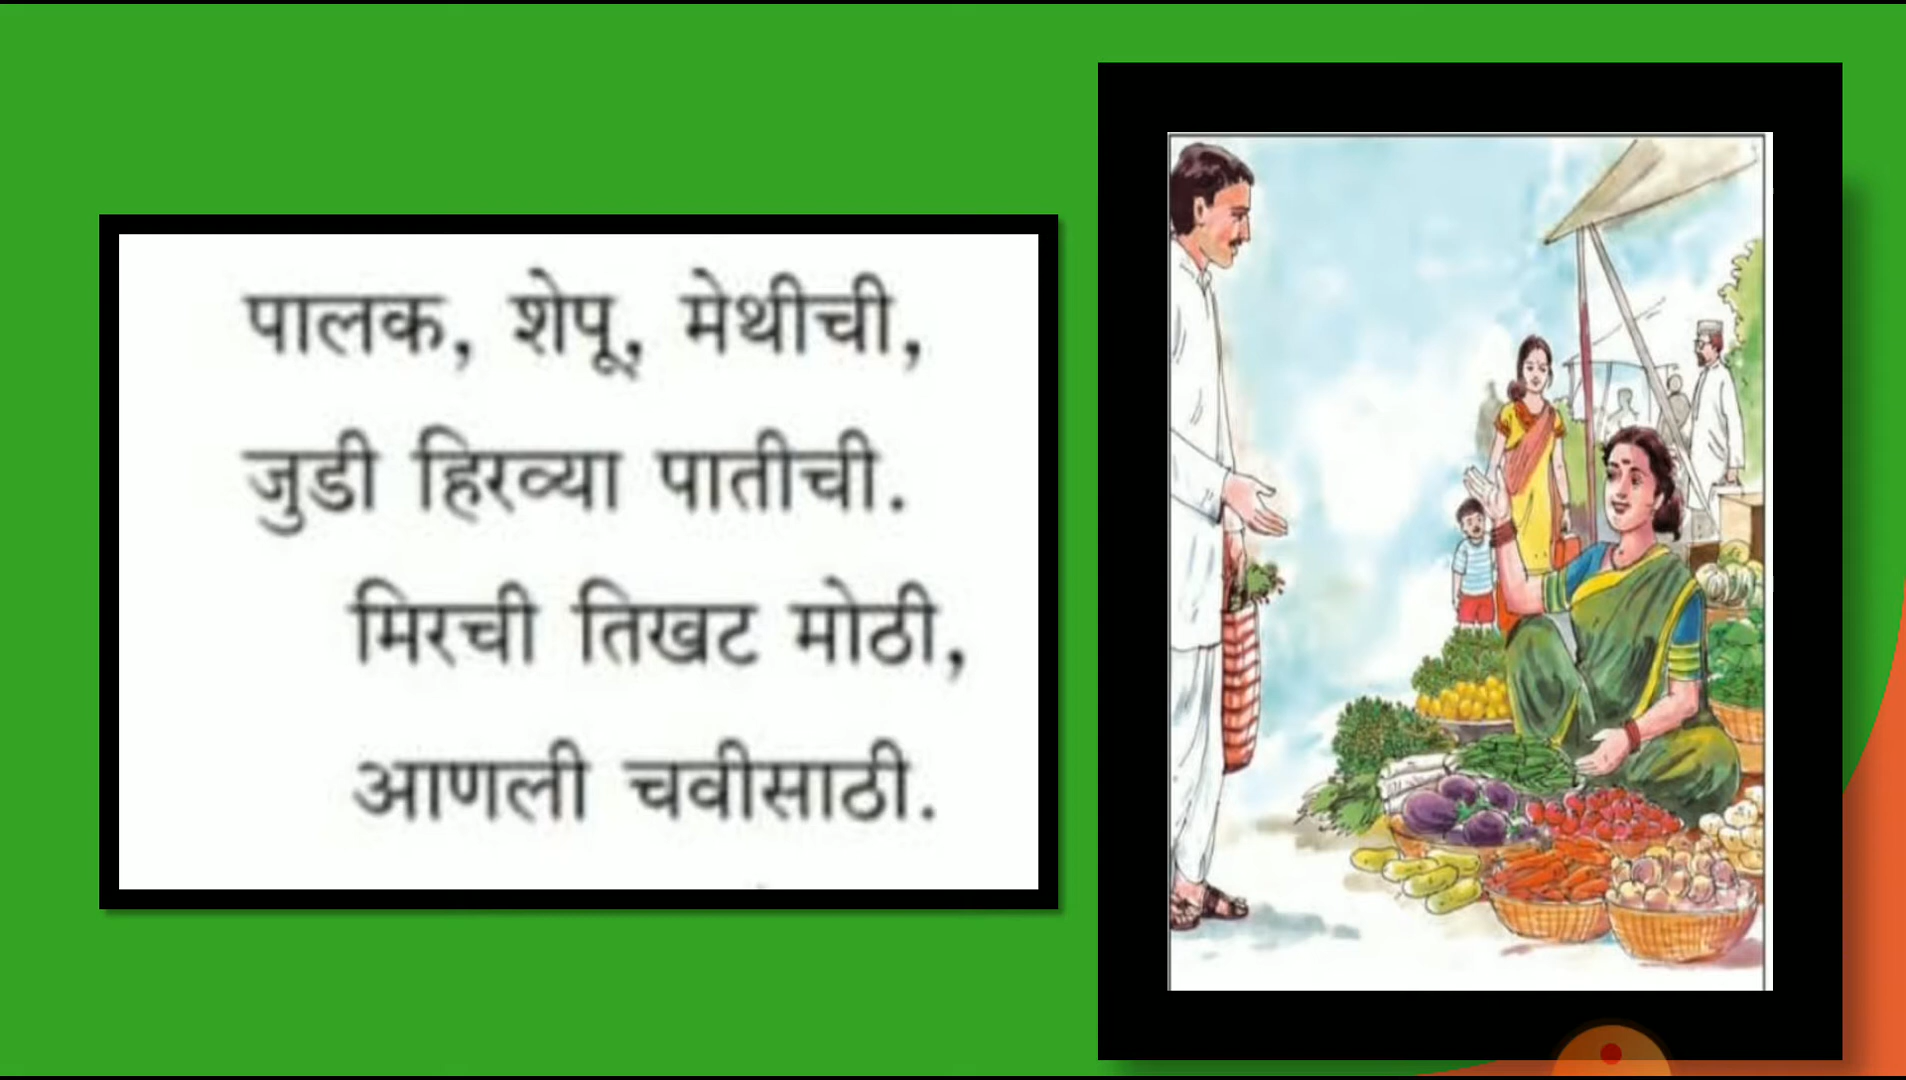 पालक, शेपू, मेथीची,
जुडी हिरव्या पातीची.
मिरची तिखट मोठी,
आणली चवीसाठी.